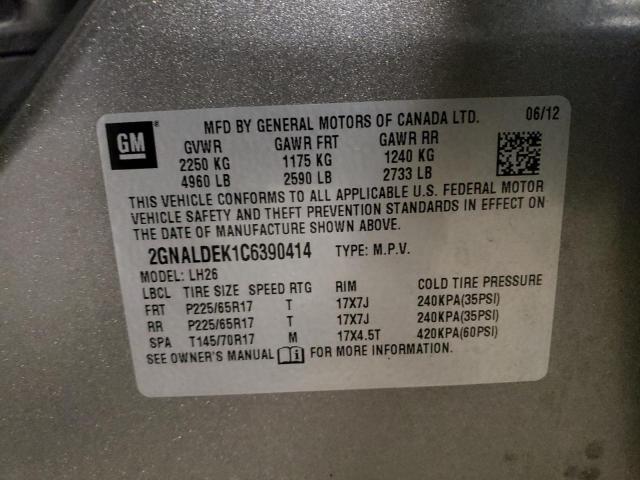 GM ®
MFD BY GENERAL MOTORS OF CANADA LTD. 06/12
GVWR GAWR FRT GAWR RR
2250 KG 1175 KG 1240 KG
4960 LB 2590 LB 2733 LB
THIS VEHICLE CONFORMS TO ALL APPLICABLE U.S. FEDERAL MOTOR
VEHICLE SAFETY AND THEFT PREVENTION STANDARDS IN EFFECT ON
THE DATE OF MANUFACTURE SHOWN ABOVE.
2GNALDEK1C6390414 TYPE: M.P.V.
MODEL: LH26
LBCL TIRE SIZE SPEED RTG RIM COLD TIRE PRESSURE
FRT P225/65R17 T 17X7J 240KPA(35PSI)
RR P225/65R17 T 17X7J 240KPA(35PSI)
SPA T145/70R17 M 17X4.5T 420KPA(60PSI)
SEE OWNER'S MANUAL FOR MORE INFORMATION.